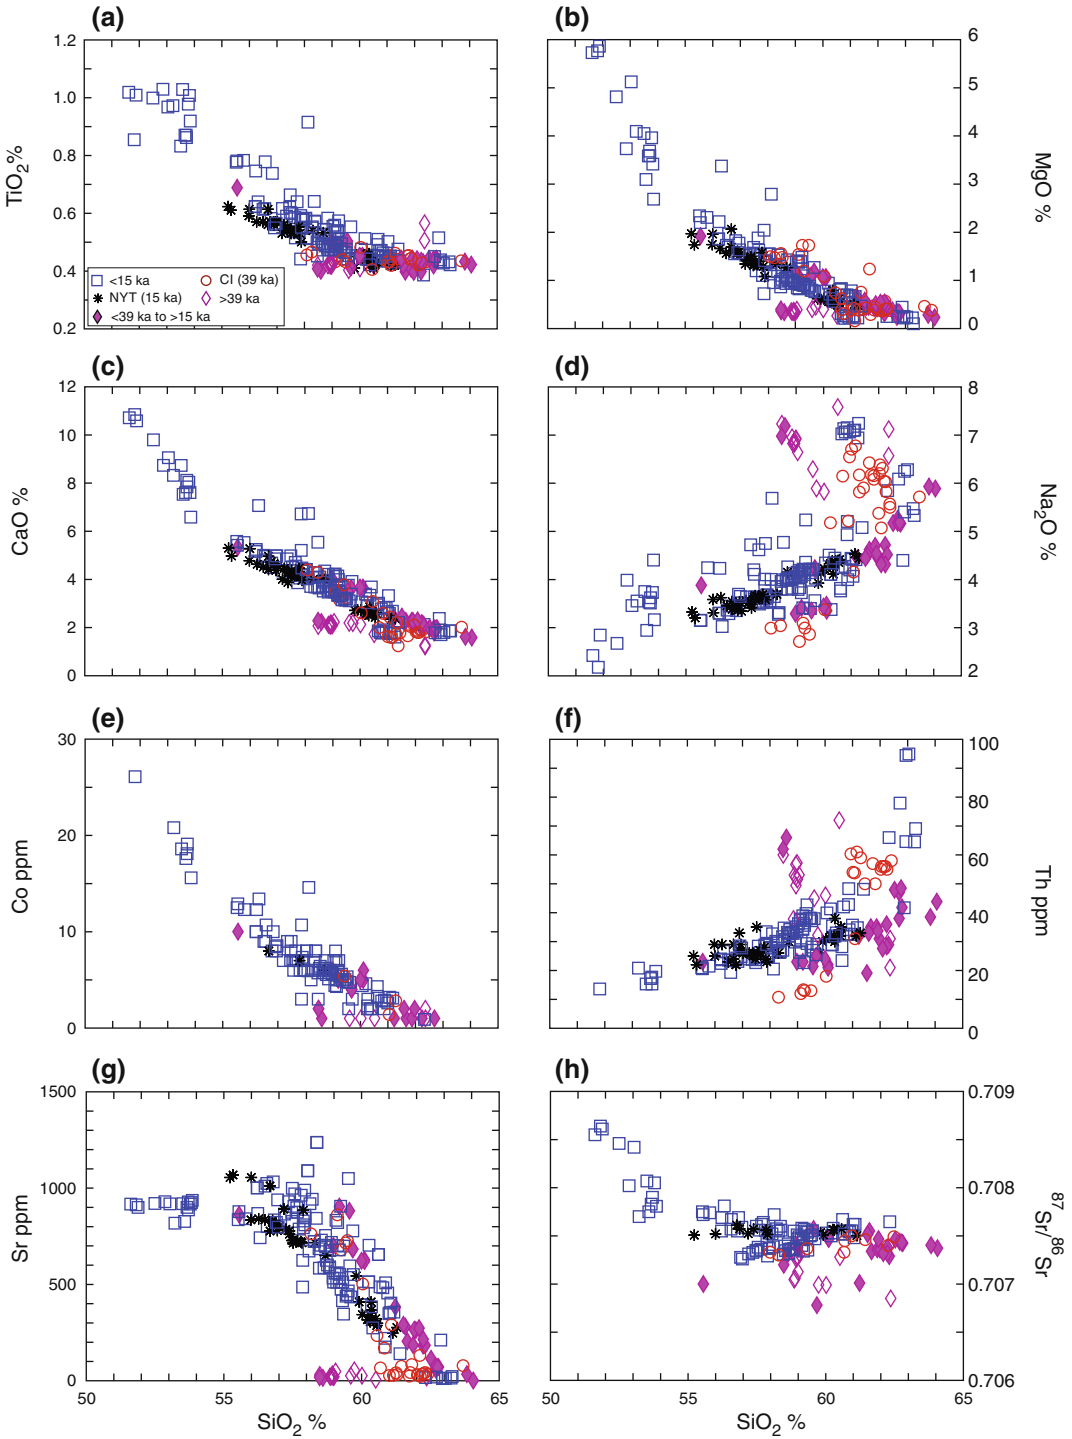 (a)
(b)
1.2
1.0
0.8
0.6
0.4
0.2
TiO2%
<15 ka
NYT (15 ka)
<39 ka to >15 ka
CI (39 ka)
>39 ka
6
5
4
3
2
1
0
MgO %
(c)
(d)
12
10
8
6
4
2
0
CaO %
8
7
6
5
4
3
2
Na2O %
(e)
(f)
30
20
10
0
Co ppm
100
80
60
40
20
0
Th ppm
(g)
(h)
1500
1000
500
0
Sr ppm
50
55
60
65
SiO2 %
0.709
0.708
0.707
0.706
87Sr/86Sr
50
55
60
65
SiO2 %